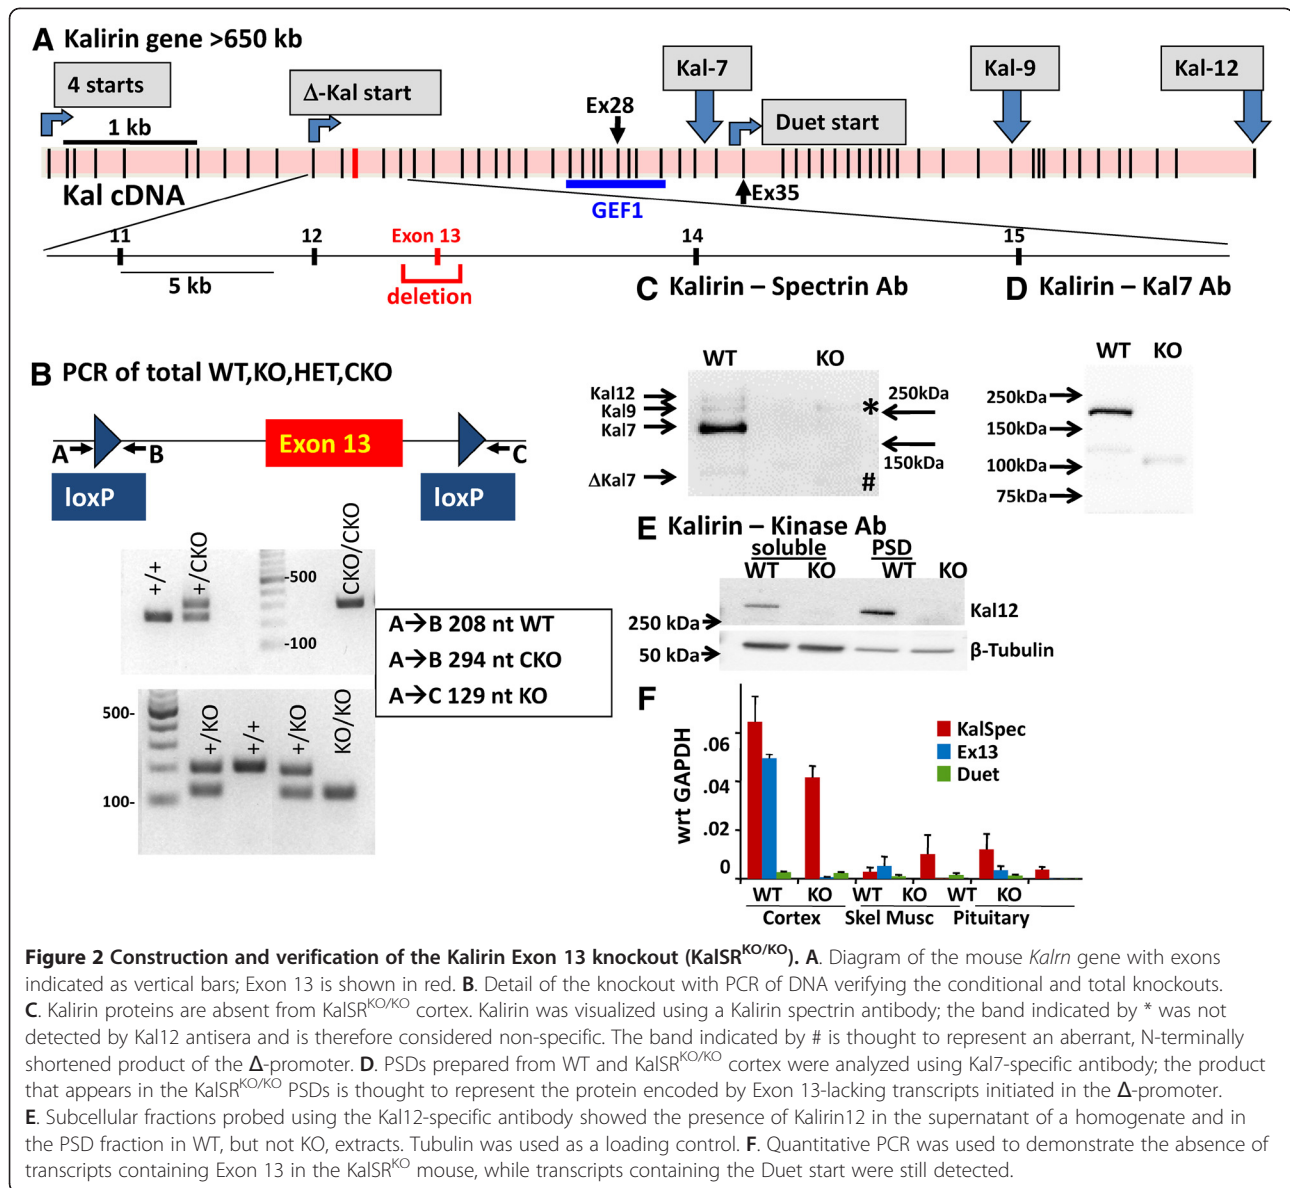 A Kalirin gene >650 kb
4 starts
Δ-Kal start
Kal-7
Kal-9
Kal-12
1 kb
Ex28
Duet start
Kal cDNA
GEF1
Ex35
11
12
Exon 13
14
15
5 kb
deletion
C Kalirin – Spectrin Ab
D Kalirin – Kal7 Ab
B PCR of total WT,KO,HET,CKO
A
B
Exon 13
C
loxP
loxP
+/+
+/CKO
-500
-100
CKO/CKO
A→B 208 nt WT
A→B 294 nt CKO
A→C 129 nt KO
500-
100-
+/KO
+/+
+/KO
KO/KO
WT
KO
Kal12
Kal9
Kal7
ΔKal7
*
#
250kDa
150kDa
WT
KO
250kDa
150kDa
100kDa
75kDa
E Kalirin – Kinase Ab
soluble
PSD
WT
KO
WT
KO
250 kDa
50 kDa
Kal12
β-Tubulin
F
wrt GAPDH
.06
.04
.02
0
KalSpec
Ex13
Duet
WT
KO
WT
KO
WT
KO
Cortex
Skel Musc
Pituitary
Figure 2 Construction and verification of the Kalirin Exon 13 knockout (KalSR^KO/KO). A. Diagram of the mouse Kalrn gene with exons
indicated as vertical bars; Exon 13 is shown in red. B. Detail of the knockout with PCR of DNA verifying the conditional and total knockouts.
C. Kalirin proteins are absent from KalSR^KO/KO cortex. Kalirin was visualized using a Kalirin spectrin antibody; the band indicated by * was not
detected by Kal12 antisera and is therefore considered non-specific. The band indicated by # is thought to represent an aberrant, N-terminally
shortened product of the Δ-promoter. D. PSDs prepared from WT and KalSR^KO/KO cortex were analyzed using Kal7-specific antibody; the product
that appears in the KalSR^KO/KO PSDs is thought to represent the protein encoded by Exon 13-lacking transcripts initiated in the Δ-promoter.
E. Subcellular fractions probed using the Kal12-specific antibody showed the presence of Kalirin12 in the supernatant of a homogenate and in
the PSD fraction in WT, but not KO, extracts. Tubulin was used as a loading control. F. Quantitative PCR was used to demonstrate the absence of
transcripts containing Exon 13 in the KalSR^KO mouse, while transcripts containing the Duet start were still detected.